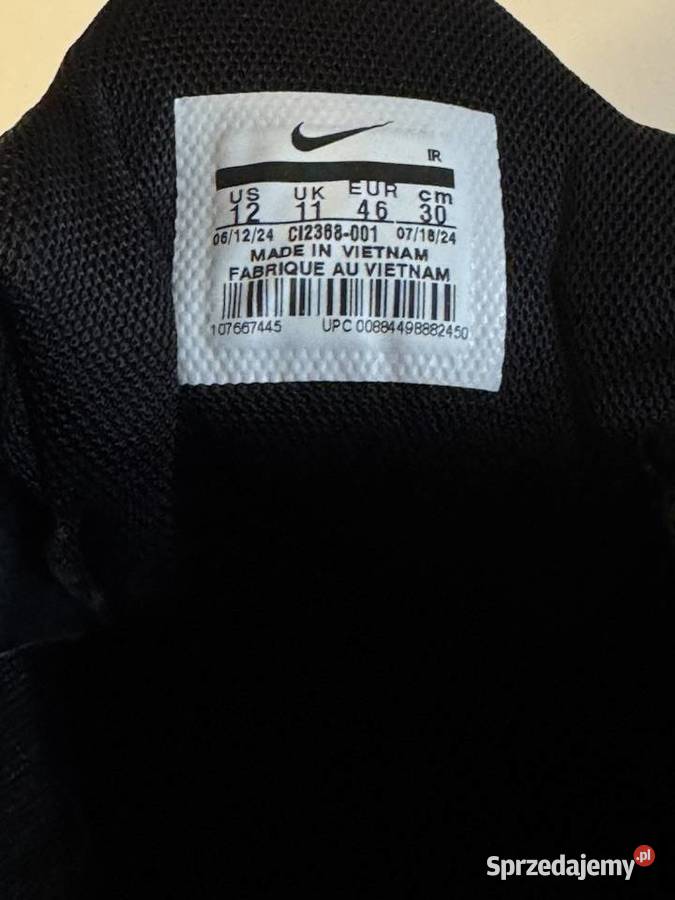 IR
US UK EUR cm
12 11 46 30
06/12/24 CI2368-001 07/18/24
MADE IN VIETNAM
FABRIQUE AU VIETNAM
107667445 UPC 00884498882450
Sprzedajemy.pl